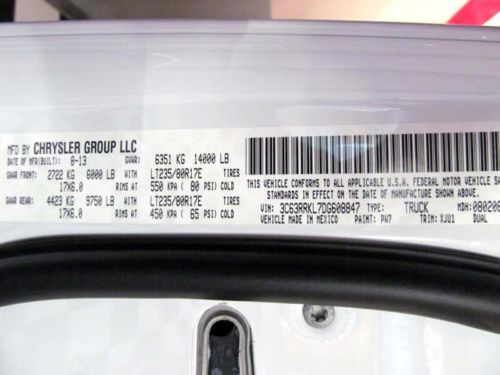 MFD BY CHRYSLER GROUP LLC
DATE OF MFR(BUILT): 8-13 GVWR: 6351 KG 14000 LB
GAWR FRONT: 2722 KG 6000 LB WITH LT235/80R17E TIRES
17X6.0 RIMS AT 550 KPA ( 80 PSI) COLD
GAWR REAR: 4423 KG 9750 LB WITH LT235/80R17E TIRES
17X6.0 RIMS AT 450 KPA ( 65 PSI) COLD
THIS VEHICLE CONFORMS TO ALL APPLICABLE U.S.A. FEDERAL MOTOR VEHICLE SA
STANDARDS IN EFFECT ON THE DATE OF MANUFACTURE SHOWN ABOVE.
VIN: 3C63RRKL7DG608847 TYPE: TRUCK MDH: 080206
VEHICLE MADE IN MEXICO PAINT: PW7 TRIM: XJU1 DUAL